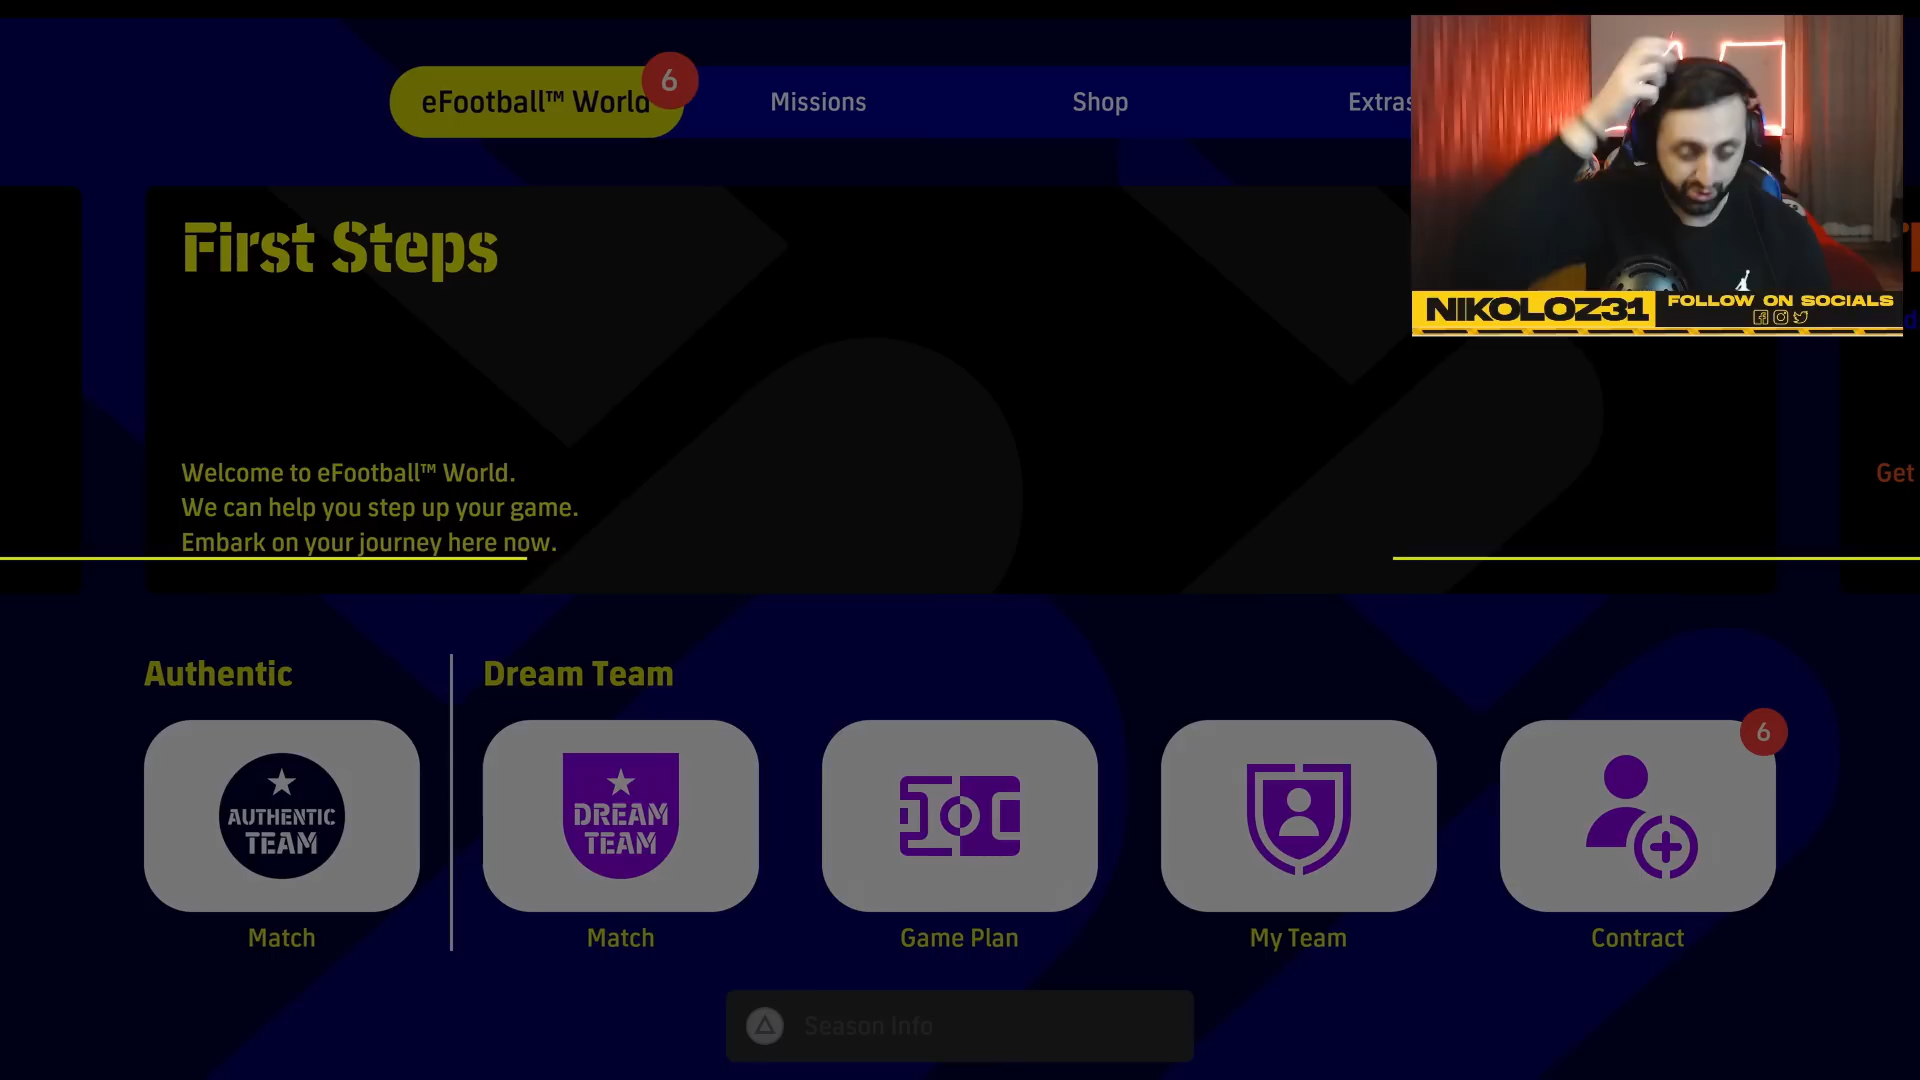 eFootball™ World
6
Missions
Shop
Extras
First Steps
Welcome to eFootball™ World.
We can help you step up your game.
Embark on your journey here now.
Get
NIKOLOZ31
FOLLOW ON SOCIALS
Authentic
Dream Team
AUTHENTIC
TEAM
DREAM
TEAM
6
Match
Match
Game Plan
My Team
Contract
Season Info